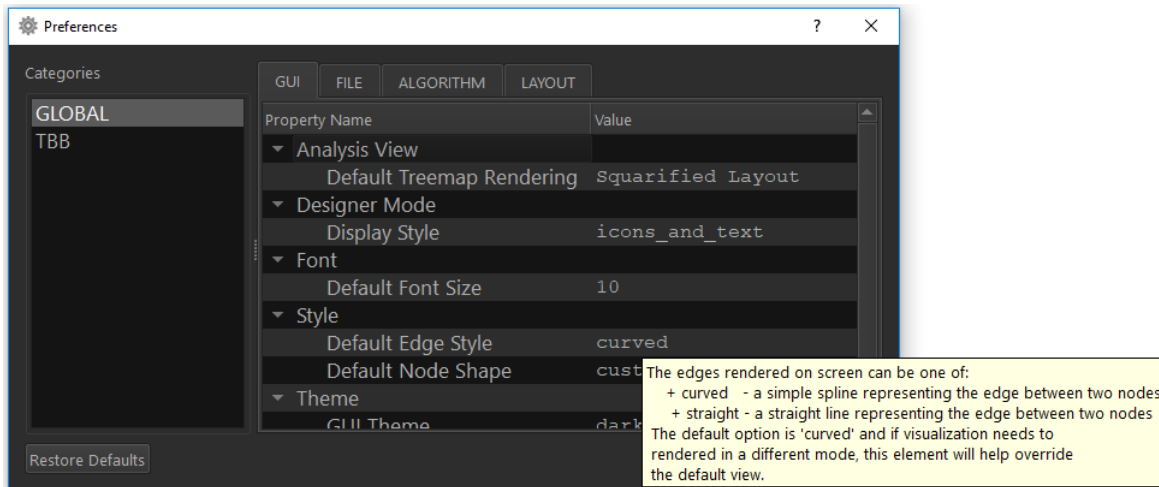 Preferences
?
Categories
GLOBAL
TBB
GUI FILE ALGORITHM LAYOUT
Property Name Value
Analysis View
Default Treemap Rendering Squarified Layout
Designer Mode
Display Style icons_and_text
Font
Default Font Size 10
Style
Default Edge Style curved
Default Node Shape cust
Theme
GUI Theme dark
The edges rendered on screen can be one of:
+ curved - a simple spline representing the edge between two nodes
+ straight - a straight line representing the edge between two nodes
The default option is 'curved' and if visualization needs to
rendered in a different mode, this element will help override
the default view.
Restore Defaults